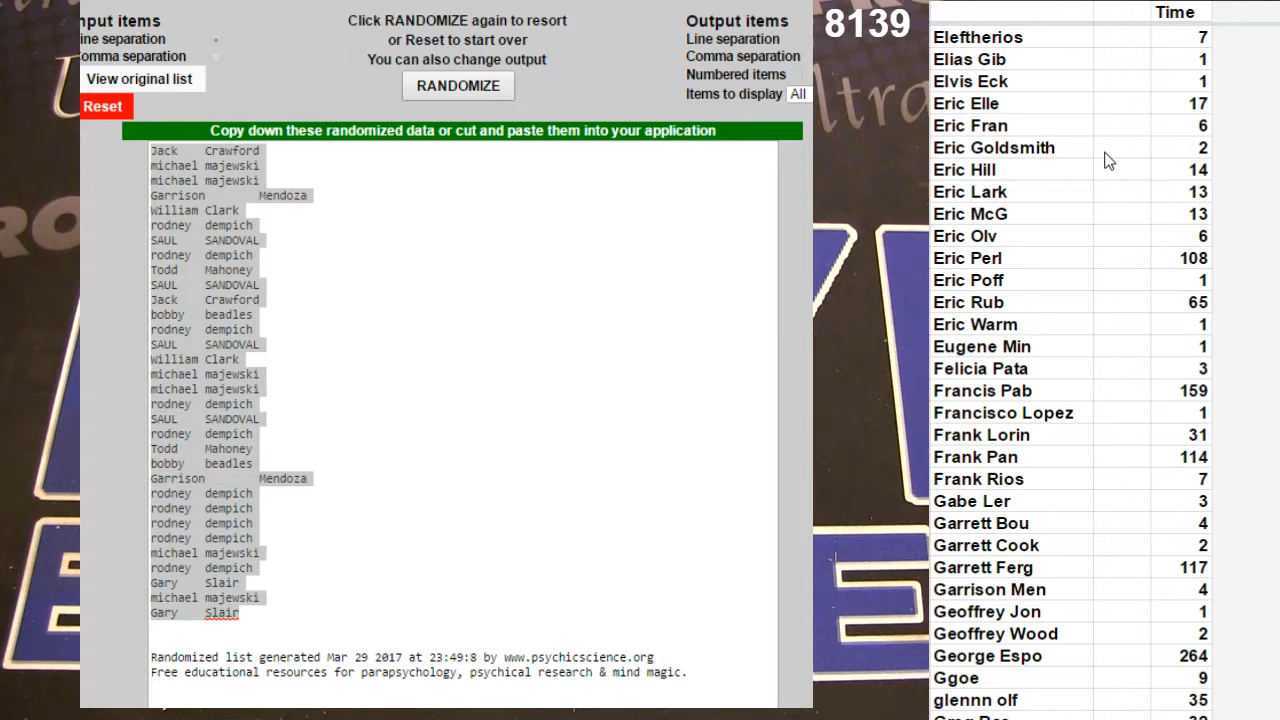 nput items
ine separation
omma separation
View original list
Reset
Click RANDOMIZE again to resort
or Reset to start over
You can also change output
RANDOMIZE
Output items
Line separation
Comma separation
Numbered items
Items to display All
8139
Copy down these randomized data or cut and paste them into your application
Jack Crawford
michael majewski
michael majewski
Garrison Mendoza
William Clark
rodney dempich
SAUL SANDOVAL
rodney dempich
Todd Mahoney
SAUL SANDOVAL
Jack Crawford
bobby beadles
rodney dempich
SAUL SANDOVAL
William Clark
michael majewski
michael majewski
rodney dempich
SAUL SANDOVAL
rodney dempich
Todd Mahoney
bobby beadles
Garrison Mendoza
rodney dempich
rodney dempich
rodney dempich
rodney dempich
michael majewski
rodney dempich
Gary Slair
michael majewski
Gary Slair
Randomized list generated Mar 29 2017 at 23:49:8 by www.psychicscience.org
Free educational resources for parapsychology, psychical research & mind magic.
Time
Eleftherios 7
Elias Gib 1
Elvis Eck 1
Eric Elle 17
Eric Fran 6
Eric Goldsmith 2
Eric Hill 14
Eric Lark 13
Eric McG 13
Eric Olv 6
Eric Perl 108
Eric Poff 1
Eric Rub 65
Eric Warm 1
Eugene Min 1
Felicia Pata 3
Francis Pab 159
Francisco Lopez 1
Frank Lorin 31
Frank Pan 114
Frank Rios 7
Gabe Ler 3
Garrett Bou 4
Garrett Cook 2
Garrett Ferg 117
Garrison Men 4
Geoffrey Jon 1
Geoffrey Wood 2
George Espo 264
Ggoe 9
glennn olf 35